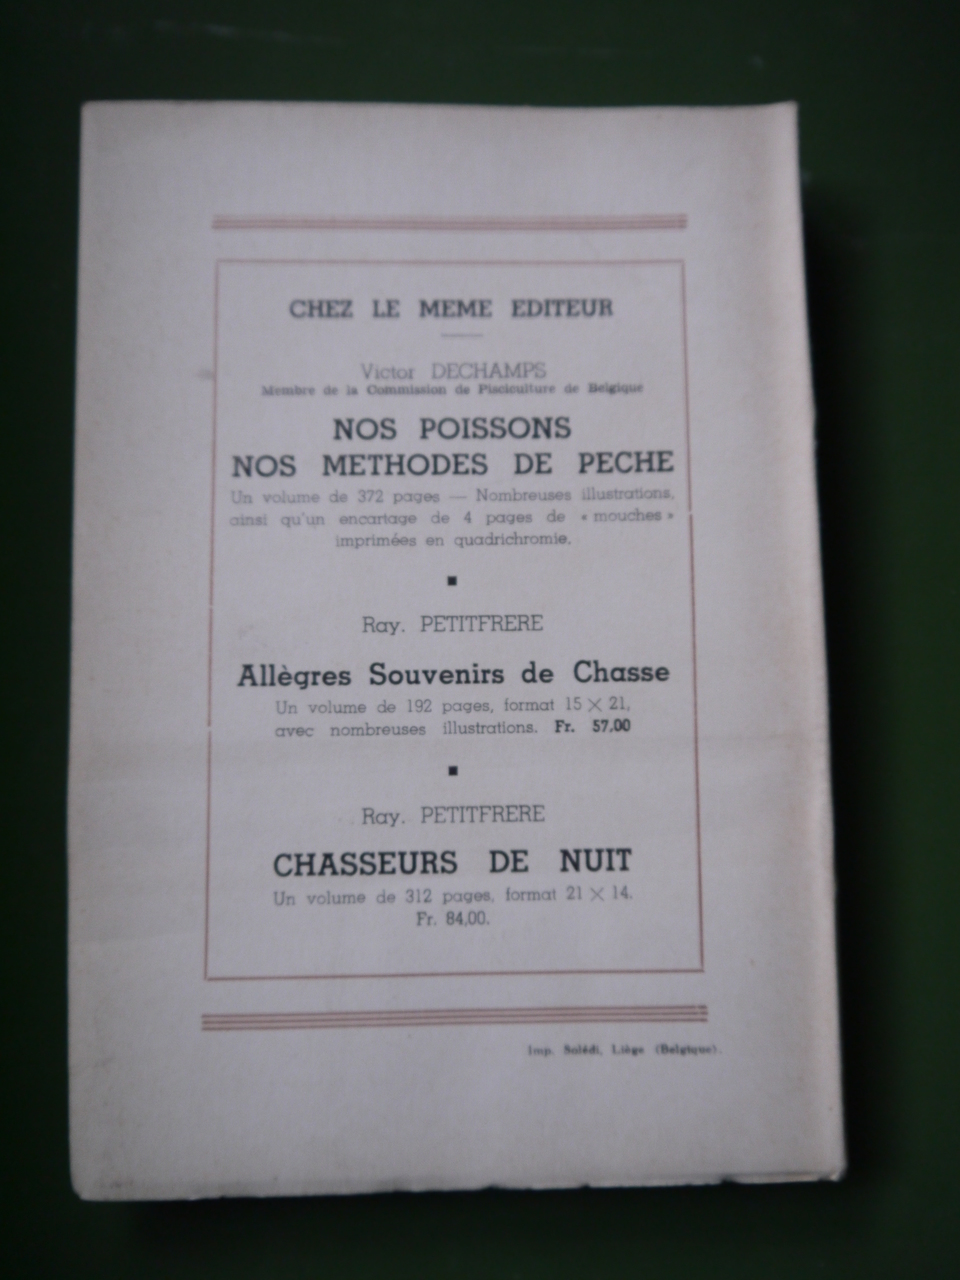 CHEZ LE MEME EDITEUR
Victor DECHAMPS
Membre de la Commission de Pisciculture de Belgique
NOS POISSONS
NOS METHODES DE PECHE
Un volume de 372 pages — Nombreuses illustrations,
ainsi qu'un encartage de 4 pages de « mouches »
imprimées en quadrichromie.
Ray. PETITFRERE
Allègres Souvenirs de Chasse
Un volume de 192 pages, format 15 × 21,
avec nombreuses illustrations. Fr. 57,00
Ray. PETITFRERE
CHASSEURS DE NUIT
Un volume de 312 pages, format 21 × 14.
Fr. 84,00.
Imp. Solédi, Liège (Belgique).